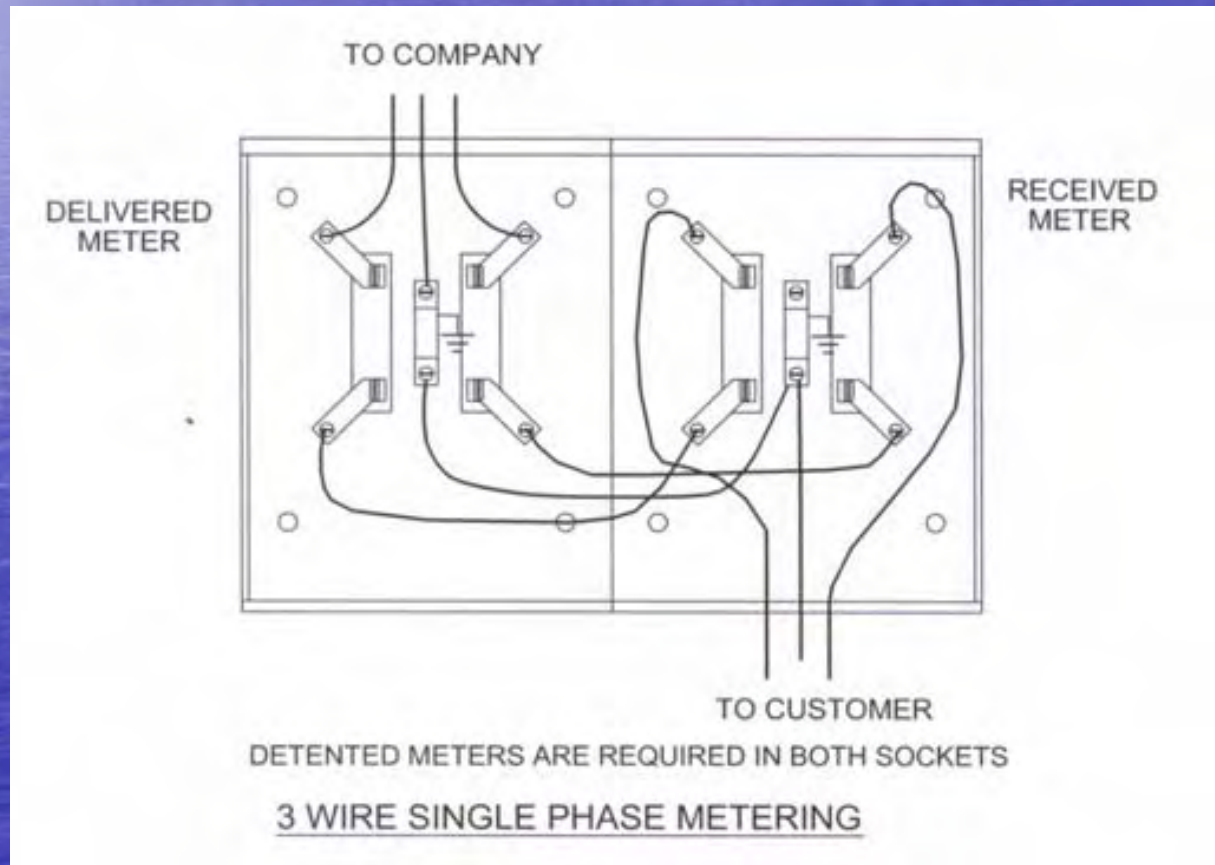 TO COMPANY
DELIVERED
METER
RECEIVED
METER
TO CUSTOMER
DETENTED METERS ARE REQUIRED IN BOTH SOCKETS
3 WIRE SINGLE PHASE METERING